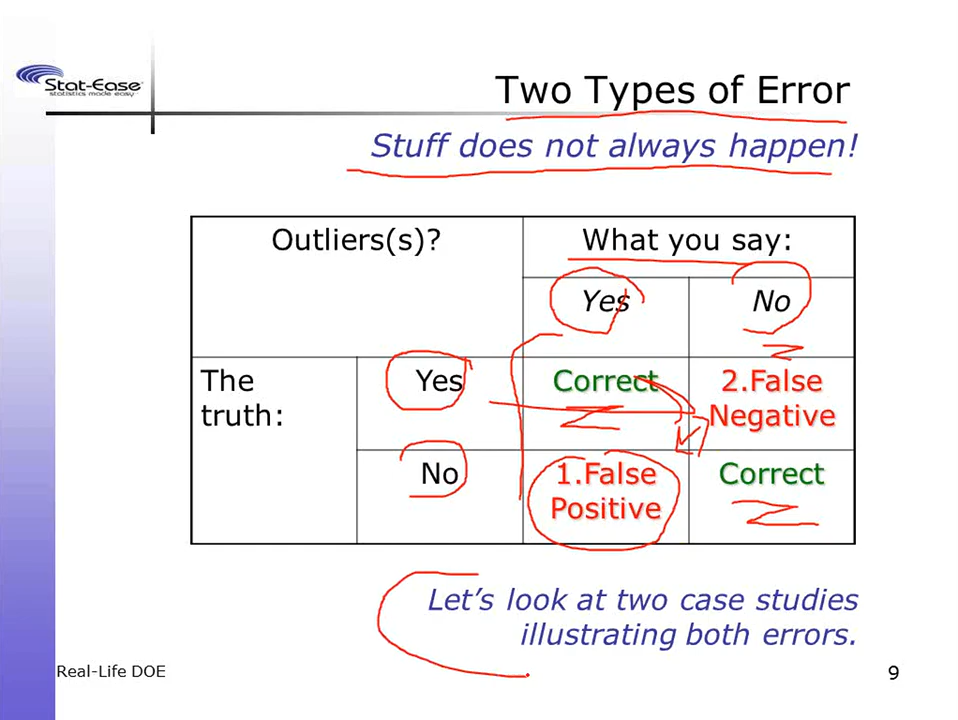 Stat-Ease
statistics made easy
Two Types of Error
Stuff does not always happen!
Outliers(s)?
What you say:
Yes
No
The
truth:
Yes
Correct
2.False
Negative
No
1.False
Positive
Correct
Let’s look at two case studies
illustrating both errors.
Real-Life DOE
9